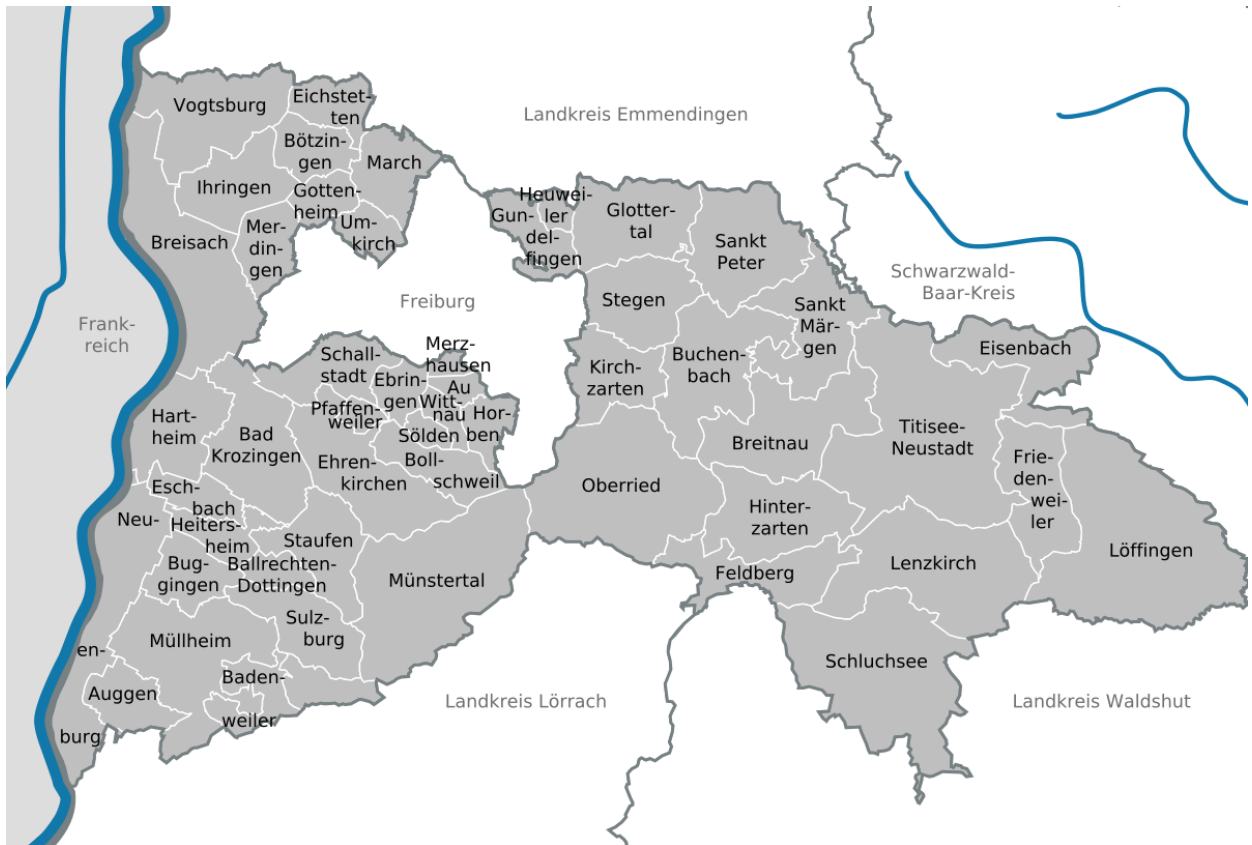 Vogtsburg
Eichstet-
ten
Landkreis Emmendingen
Bötzin-
gen
March
Ihringen
Gotten-
heim
Heuwei-
ler
Gun-
del-
fingen
Glotter-
tal
Um-
kirch
Mer-
din-
gen
Breisach
Sankt
Peter
Schwarzwald-
Baar-Kreis
Freiburg
Stegen
Sankt
Mär-
gen
Frank-
reich
Merz-
hausen
Schall-
stadt
Ebrin-
gen
Au
Kirch-
zarten
Buchen-
bach
Eisenbach
Pfaffen-
weiler
Witt-
nau
Hor-
ben
Hart-
heim
Bad
Krozingen
Sölden
Breitnau
Titisee-
Neustadt
Ehren-
kirchen
Boll-
schweil
Frie-
den-
wei-
ler
Oberried
Esch-
bach
Hinter-
zarten
Neu-
en-
burg
Heiters-
heim
Staufen
Löffingen
Bug-
gingen
Ballrechten-
Dottingen
Münstertal
Feldberg
Lenzkirch
Sulz-
burg
Müllheim
Schluchsee
Baden-
weiler
Auggen
Landkreis Lörrach
Landkreis Waldshut